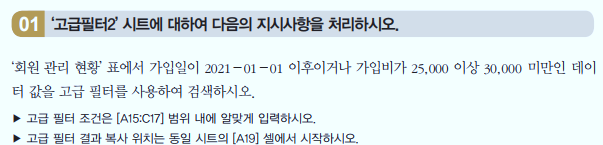 01 ‘고급필터2’ 시트에 대하여 다음의 지시사항을 처리하시오.
‘회원 관리 현황’ 표에서 가입일이 2021-01-01 이후이거나 가입비가 25,000 이상 30,000 미만인 데이
터 값을 고급 필터를 사용하여 검색하시오.
▶ 고급 필터 조건은 [A15:C17] 범위 내에 알맞게 입력하시오.
▶ 고급 필터 결과 복사 위치는 동일 시트의 [A19] 셀에서 시작하시오.